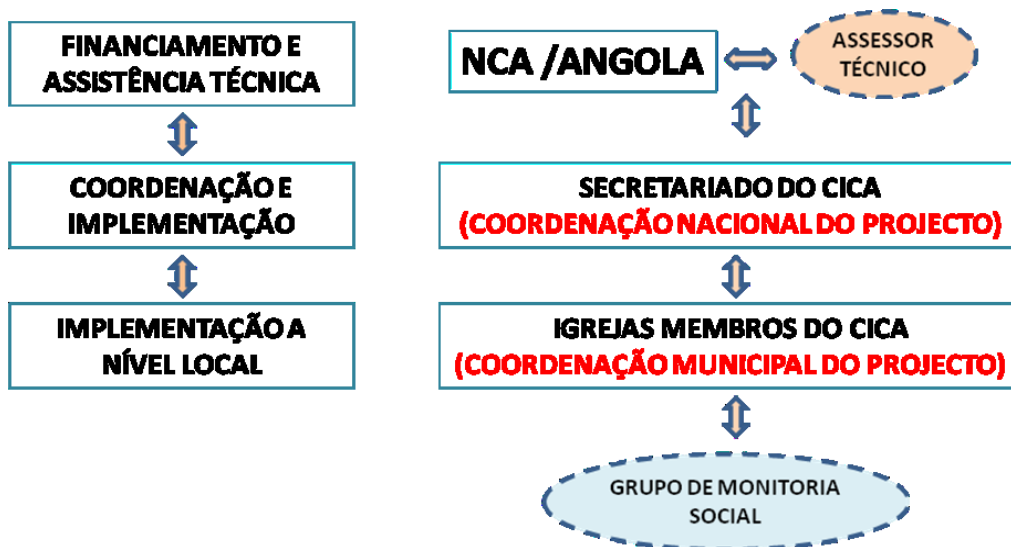 FINANCIAMENTO E
ASSISTÊNCIA TÉCNICA
COORDENAÇÃO E
IMPLEMENTAÇÃO
IMPLEMENTAÇÃO A
NÍVEL LOCAL
NCA /ANGOLA
ASSESSOR
TÉCNICO
SECRETARIADO DO CICA
(COORDENAÇÃO NACIONAL DO PROJECTO)
IGREJAS MEMBROS DO CICA
(COORDENAÇÃO MUNICIPAL DO PROJECTO)
GRUPO DE MONITORIA
SOCIAL